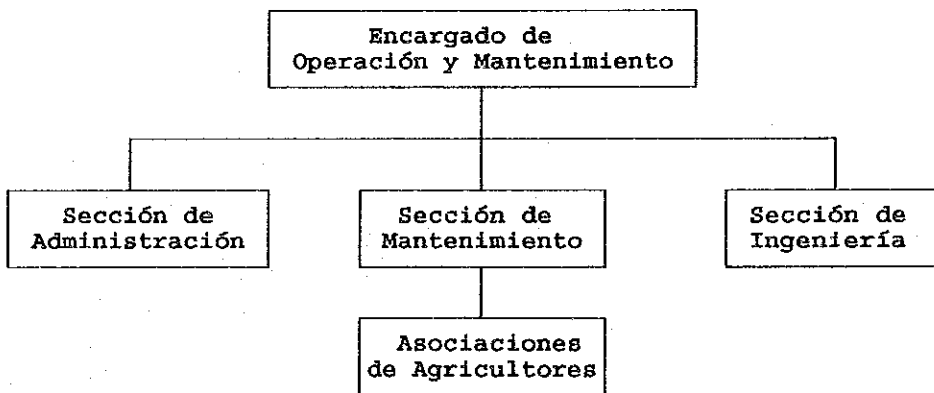 Encargado de
Operación y Mantenimiento
Sección de
Administración
Sección de
Mantenimiento
Sección de
Ingeniería
Asociaciones
de Agricultores